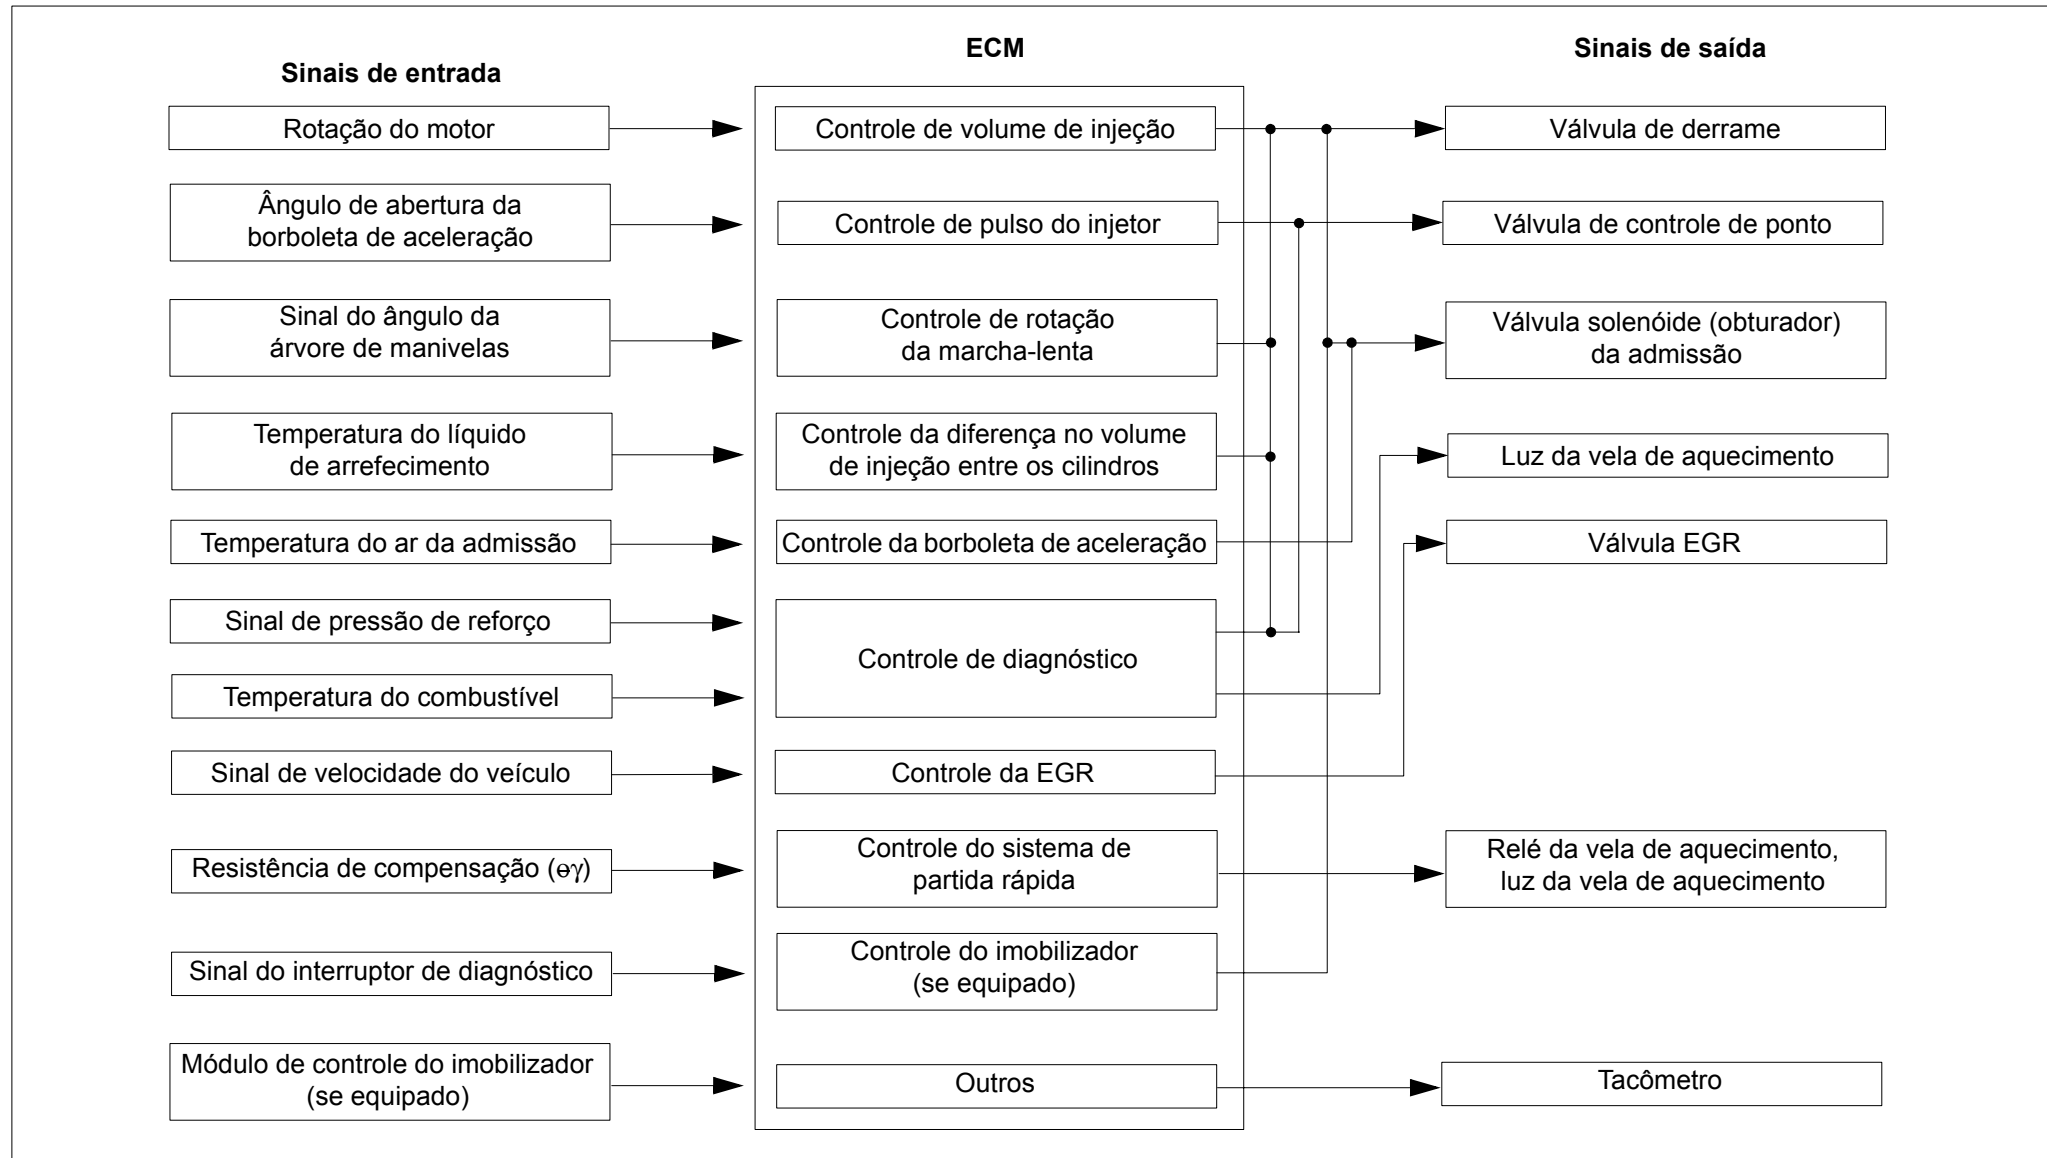 Sinais de entrada
ECM
Sinais de saída
Rotação do motor
Controle de volume de injeção
Válvula de derrame
Ângulo de abertura da
borboleta de aceleração
Controle de pulso do injetor
Válvula de controle de ponto
Sinal do ângulo da
árvore de manivelas
Controle de rotação
da marcha-lenta
Válvula solenóide (obturador)
da admissão
Temperatura do líquido
de arrefecimento
Controle da diferença no volume
de injeção entre os cilindros
Luz da vela de aquecimento
Temperatura do ar da admissão
Controle da borboleta de aceleração
Válvula EGR
Sinal de pressão de reforço
Controle de diagnóstico
Temperatura do combustível
Sinal de velocidade do veículo
Controle da EGR
Resistência de compensação (ɵγ)
Controle do sistema de
partida rápida
Relé da vela de aquecimento,
luz da vela de aquecimento
Sinal do interruptor de diagnóstico
Controle do imobilizador
(se equipado)
Módulo de controle do imobilizador
(se equipado)
Outros
Tacômetro